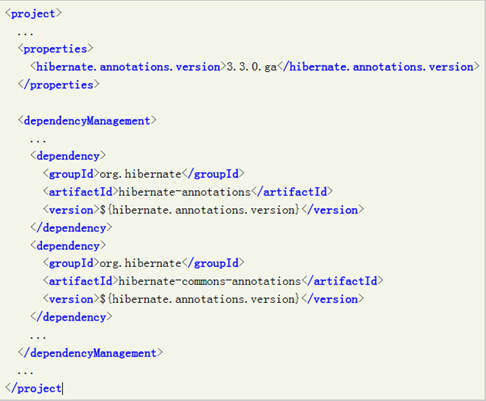 <project>
  ...
  <properties>
    <hibernate.annotations.version>3.3.0.ga</hibernate.annotations.version>
  </properties>

  <dependencyManagement>
    ...
    <dependency>
      <groupId>org.hibernate</groupId>
      <artifactId>hibernate-annotations</artifactId>
      <version>${hibernate.annotations.version}</version>
    </dependency>
    <dependency>
      <groupId>org.hibernate</groupId>
      <artifactId>hibernate-commons-annotations</artifactId>
      <version>${hibernate.annotations.version}</version>
    </dependency>
    ...
  </dependencyManagement>
  ...
</project